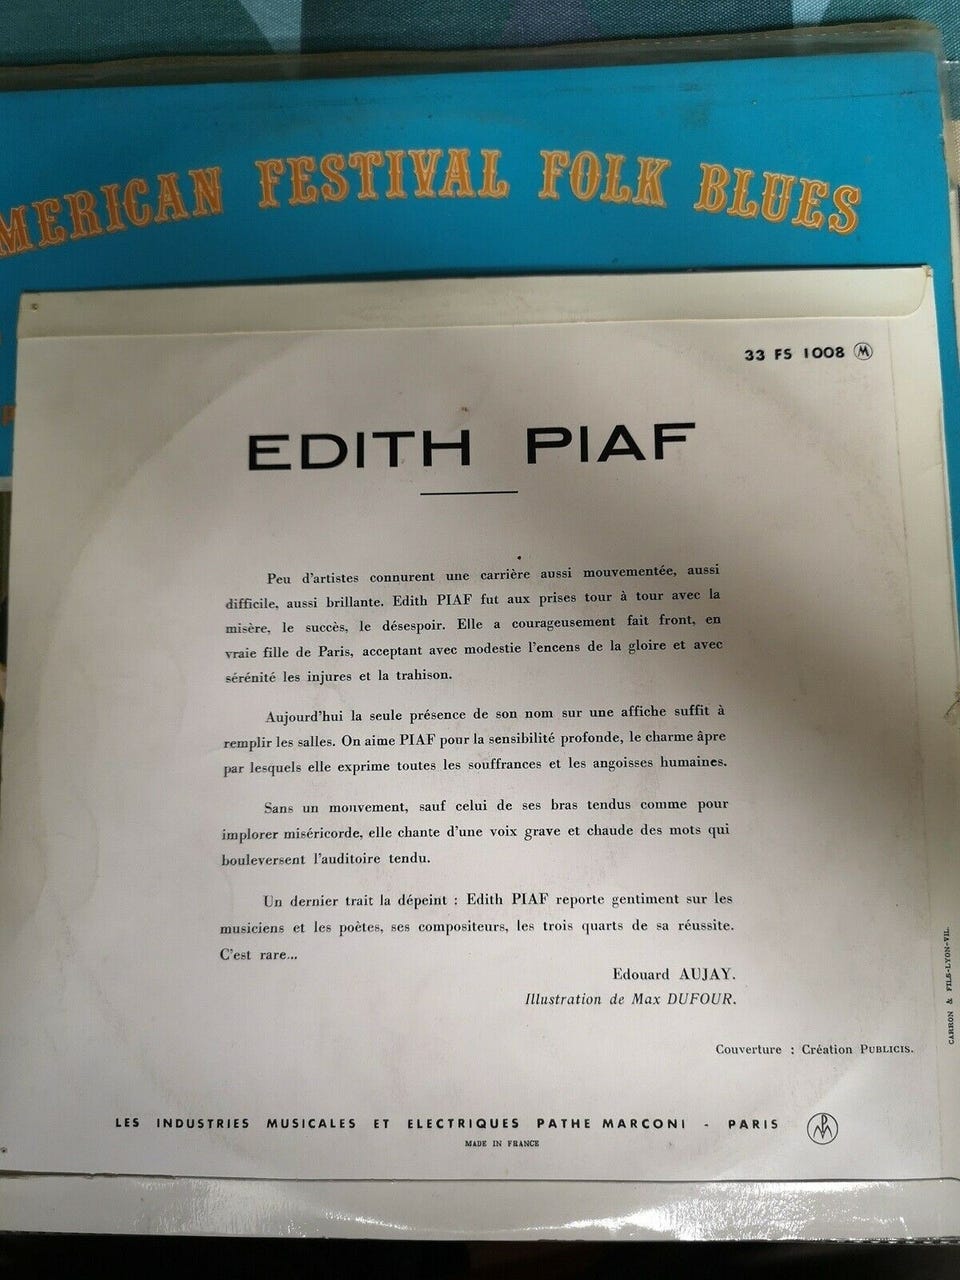 MERICAN FESTIVAL FOLK BLUES
33 FS 1008 M
EDITH PIAF
Peu d'artistes connurent une carrière aussi mouvementée, aussi
difficile, aussi brillante. Edith PIAF fut aux prises tour à tour avec la
misère, le succès, le désespoir. Elle a courageusement fait front, en
vraie fille de Paris, acceptant avec modestie l'encens de la gloire et avec
sérénité les injures et la trahison.
Aujourd'hui la seule présence de son nom sur une affiche suffit à
remplir les salles. On aime PIAF pour la sensibilité profonde, le charme âpre
par lesquels elle exprime toutes les souffrances et les angoisses humaines.
Sans un mouvement, sauf celui de ses bras tendus comme pour
implorer miséricorde, elle chante d'une voix grave et chaude des mots qui
bouleversent l'auditoire tendu.
Un dernier trait la dépeint : Edith PIAF reporte gentiment sur les
musiciens et les poètes, ses compositeurs, les trois quarts de sa réussite.
C'est rare...
Edouard AUJAY.
Illustration de Max DUFOUR.
Couverture : Création PUBLICIS.
CARRON & FILS-LYON-VIL.
LES INDUSTRIES MUSICALES ET ELECTRIQUES PATHE MARCONI - PARIS
MADE IN FRANCE